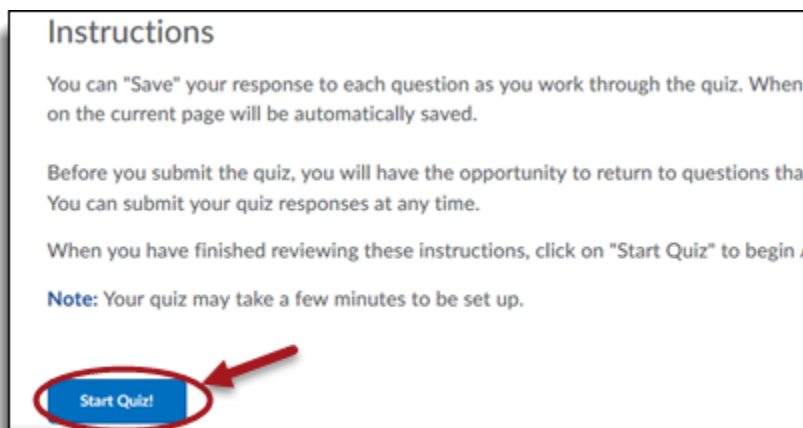 Instructions
You can "Save" your response to each question as you work through the quiz. When
on the current page will be automatically saved.
Before you submit the quiz, you will have the opportunity to return to questions tha
You can submit your quiz responses at any time.
When you have finished reviewing these instructions, click on "Start Quiz" to begin
Note: Your quiz may take a few minutes to be set up.
Start Quiz!